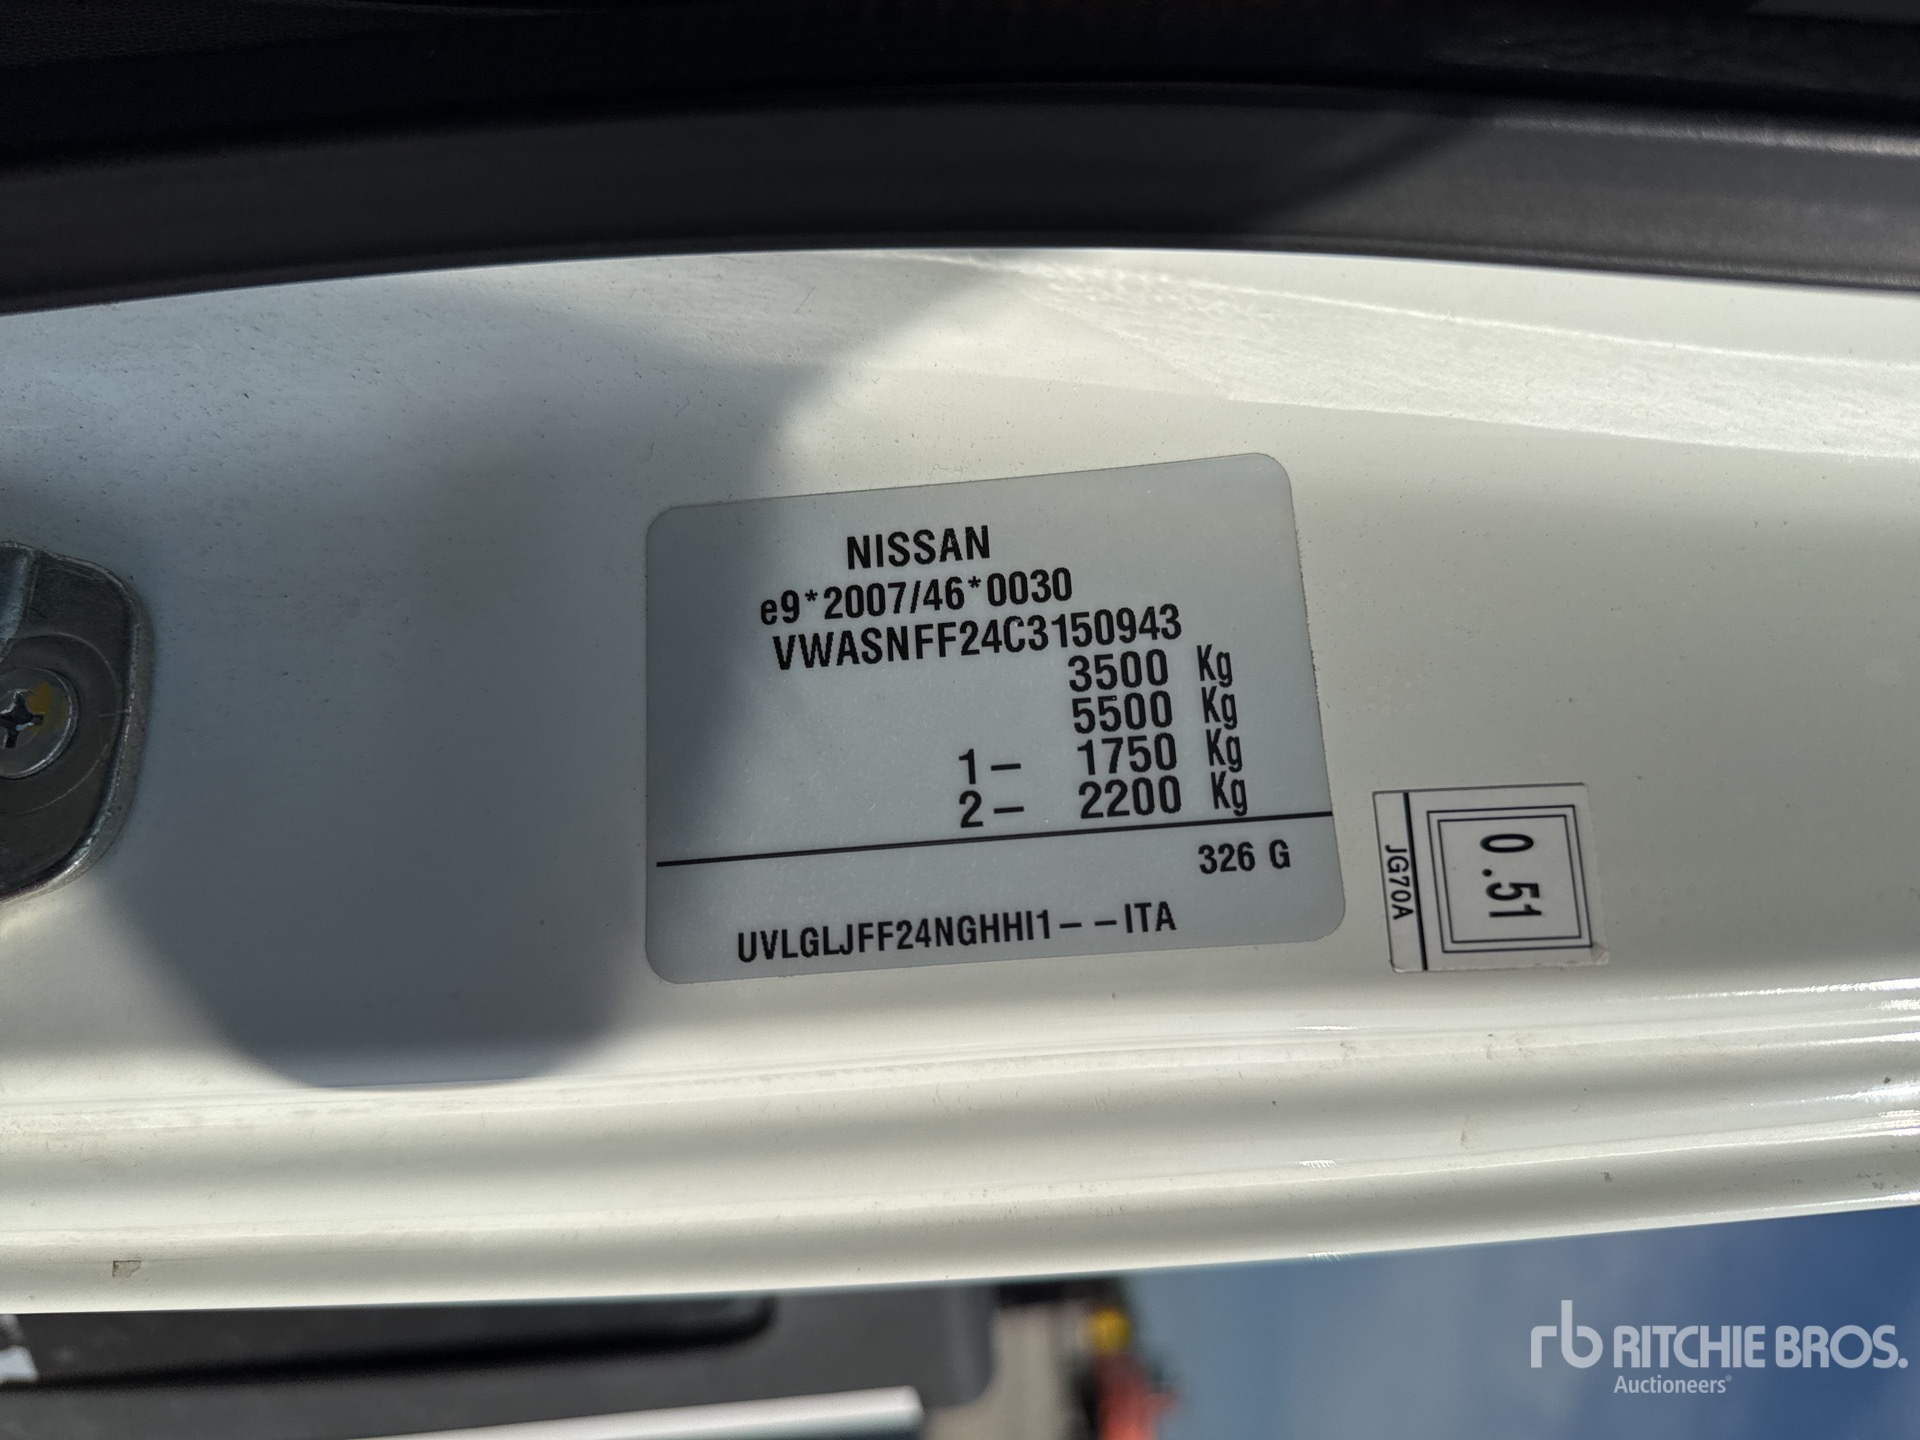 NISSAN
e9*2007/46*0030
VWASNFF24C3150943
3500 Kg
5500 Kg
1- 1750 Kg
2- 2200 Kg
326 G
UVLGLJFF24NGHHI1--ITA
JG70A
0.51
rb RITCHIE BROS.
Auctioneers